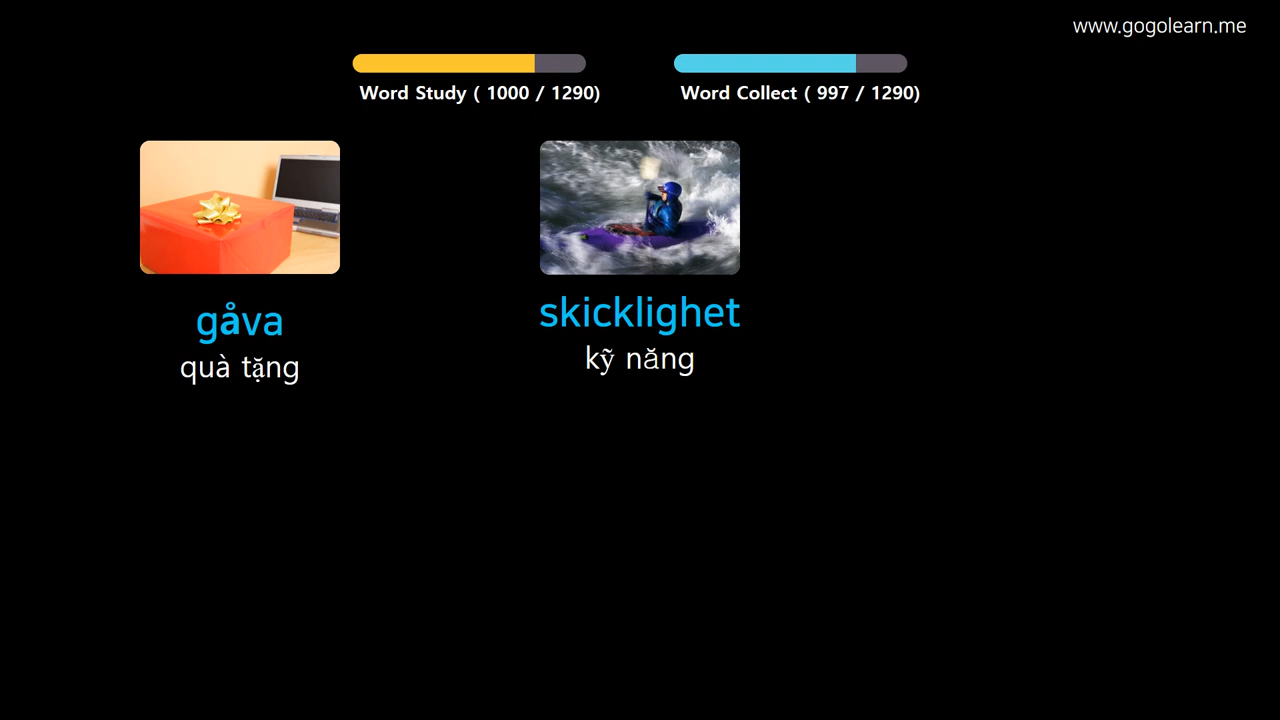 www.gogolearn.me
Word Study ( 1000 / 1290)
Word Collect ( 997 / 1290)
gåva
quà tặng
skicklighet
kỹ năng